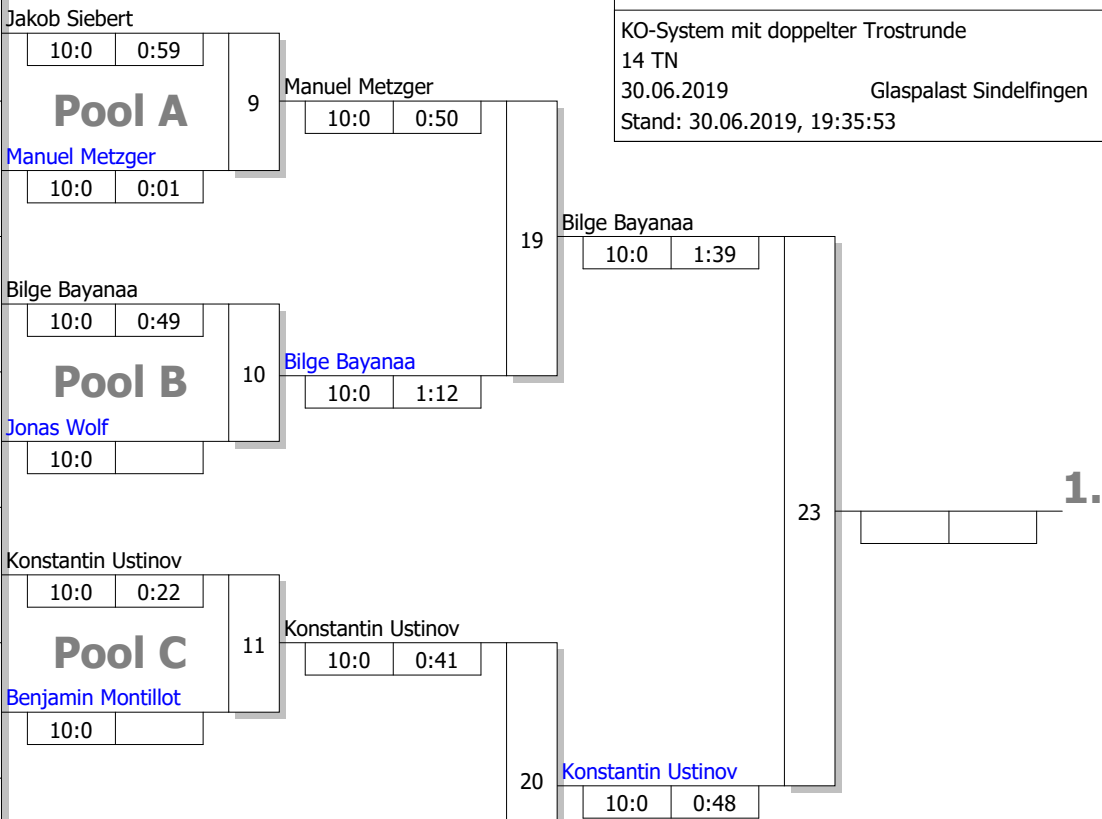 Jakob Siebert
10:0 0:59
Pool A
9
Manuel Metzger
10:0 0:01
Manuel Metzger
10:0 0:50
KO-System mit doppelter Trostrunde
14 TN
30.06.2019 Glaspalast Sindelfingen
Stand: 30.06.2019, 19:35:53
19
Bilge Bayanaa
10:0 1:39
Bilge Bayanaa
10:0 0:49
Pool B
10
Jonas Wolf
10:0
Bilge Bayanaa
10:0 1:12
23
1.
Konstantin Ustinov
10:0 0:22
Pool C
11
Benjamin Montillot
10:0
Konstantin Ustinov
10:0 0:41
20
Konstantin Ustinov
10:0 0:48